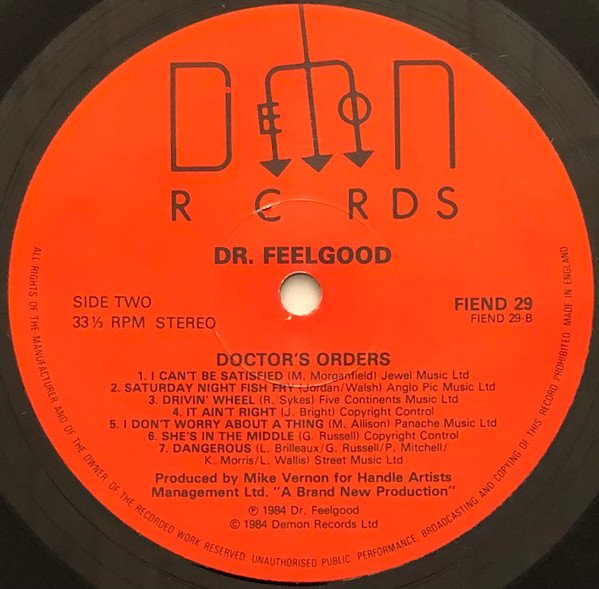 DEMON
RECORDS
DR. FEELGOOD
SIDE TWO
33⅓ RPM STEREO
FIEND 29
FIEND 29-B
DOCTOR'S ORDERS
1. I CAN'T BE SATISFIED (M. Morganfield) Jewel Music Ltd
2. SATURDAY NIGHT FISH FRY (Jordan/Walsh) Anglo Pic Music Ltd
3. DRIVIN' WHEEL (R. Sykes) Five Continents Music Ltd
4. IT AIN'T RIGHT (J. Bright) Copyright Control
5. I DON'T WORRY ABOUT A THING (M. Allison) Panache Music Ltd
6. SHE'S IN THE MIDDLE (G. Russell) Copyright Control
7. DANGEROUS (L. Brilleaux/G. Russell/P. Mitchell/
K. Morris/L. Wallis) Street Music Ltd
Produced by Mike Vernon for Handle Artists
Management Ltd. "A Brand New Production"
℗ 1984 Dr. Feelgood
© 1984 Demon Records Ltd
ALL RIGHTS OF THE MANUFACTURER AND OF THE OWNER OF THE RECORDED WORK RESERVED. UNAUTHORISED PUBLIC PERFORMANCE, BROADCASTING AND COPYING OF THIS RECORD PROHIBITED MADE IN ENGLAND